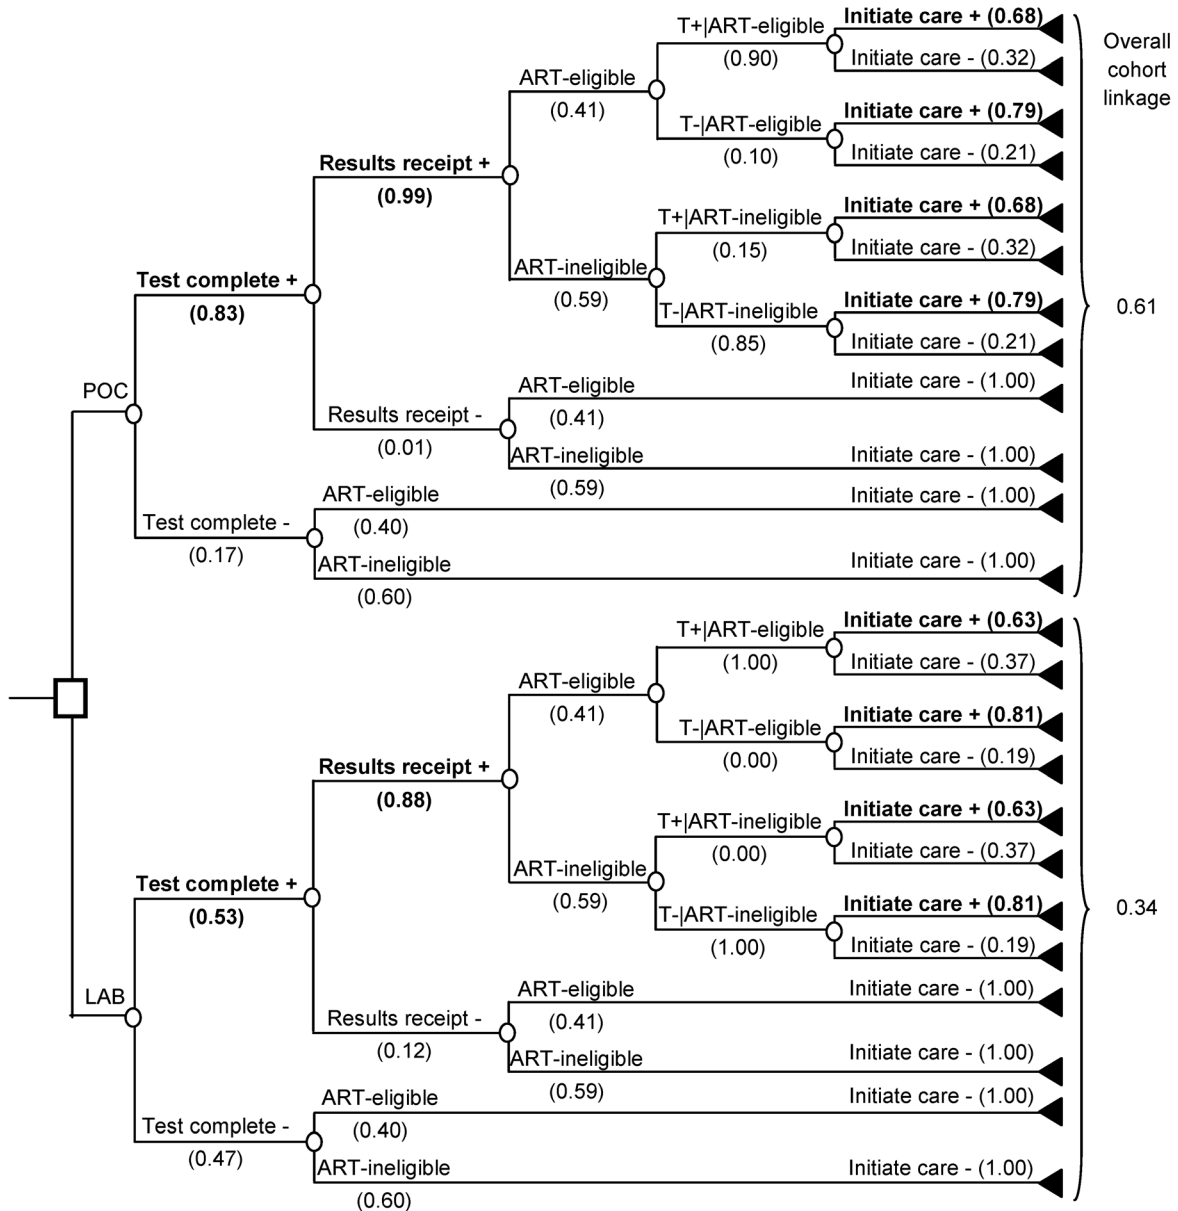 T+|ART-eligible
(0.90)
Initiate care + (0.68)
Initiate care - (0.32)
Overall
cohort
linkage
ART-eligible
(0.41)
T-|ART-eligible
(0.10)
Initiate care + (0.79)
Initiate care - (0.21)
Results receipt +
(0.99)
T+|ART-ineligible
(0.15)
Initiate care + (0.68)
Initiate care - (0.32)
ART-ineligible
(0.59)
T-|ART-ineligible
(0.85)
Initiate care + (0.79)
Initiate care - (0.21)
0.61
Test complete +
(0.83)
POC
Results receipt -
(0.01)
ART-eligible
(0.41)
Initiate care - (1.00)
ART-ineligible
(0.59)
Initiate care - (1.00)
Test complete -
(0.17)
ART-eligible
(0.40)
Initiate care - (1.00)
ART-ineligible
(0.60)
Initiate care - (1.00)
T+|ART-eligible
(1.00)
Initiate care + (0.63)
Initiate care - (0.37)
ART-eligible
(0.41)
T-|ART-eligible
(0.00)
Initiate care + (0.81)
Initiate care - (0.19)
Results receipt +
(0.88)
T+|ART-ineligible
(0.00)
Initiate care + (0.63)
Initiate care - (0.37)
ART-ineligible
(0.59)
T-|ART-ineligible
(1.00)
Initiate care + (0.81)
Initiate care - (0.19)
0.34
Test complete +
(0.53)
LAB
Results receipt -
(0.12)
ART-eligible
(0.41)
Initiate care - (1.00)
ART-ineligible
(0.59)
Initiate care - (1.00)
Test complete -
(0.47)
ART-eligible
(0.40)
Initiate care - (1.00)
ART-ineligible
(0.60)
Initiate care - (1.00)